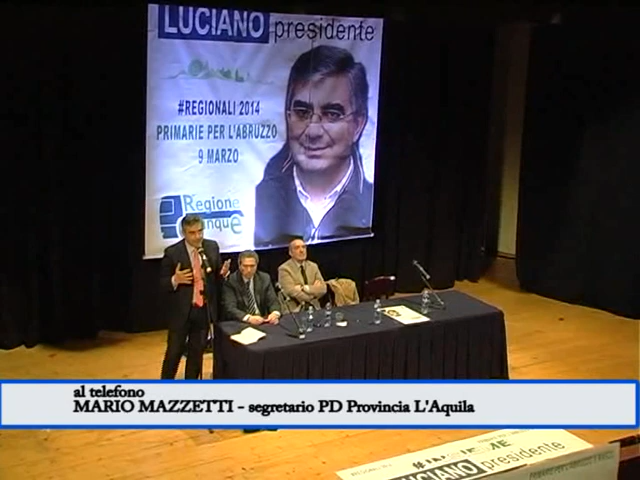 LUCIANO presidente
#REGIONALI 2014
PRIMARIE PER L'ABRUZZO
9 MARZO
Regione
al telefono
MARIO MAZZETTI - segretario PD Provincia L'Aquila
LUCIANO presidente